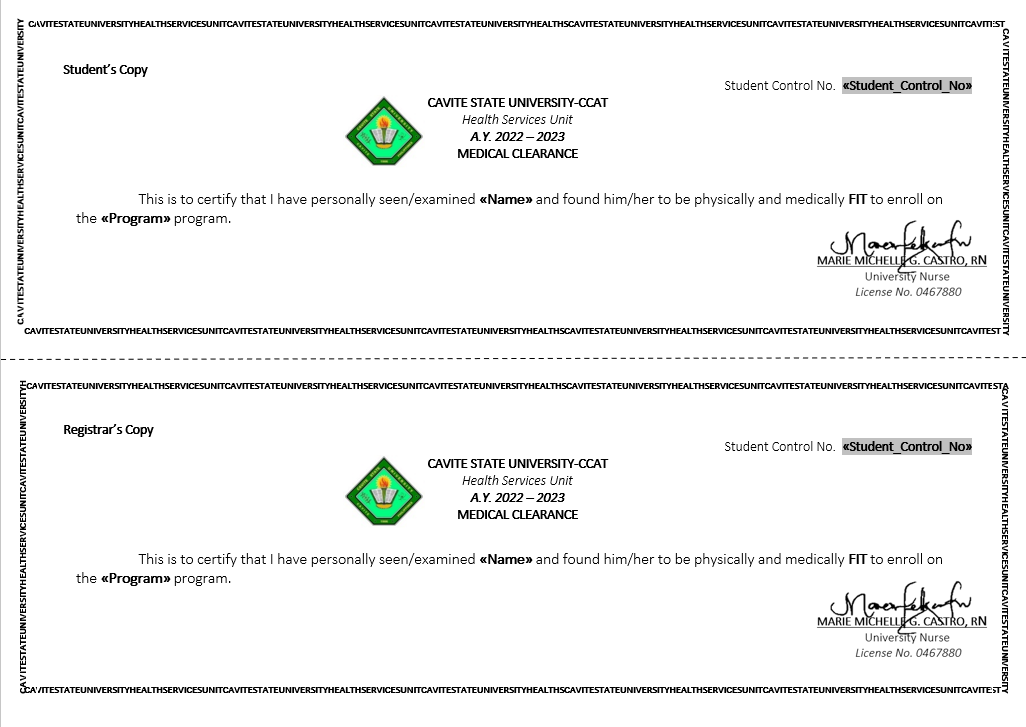 CAVITESTATEUNIVERSITYHEALTHSERVICESUNITCAVITESTATEUNIVERSITYHEALTHSERVICESUNITCAVITESTATEUNIVERSITYHEALTHSCAVITESTATEUNIVERSITYHEALTHSERVICESUNITCAVITESTATEUNIVERSITYHEALTHSERVICESUNITCAVITEST
CAVITESTATEUNIVERSITYHEALTHSERVICESUNITCAVITESTATEUNIVERSITY
CAVITESTATEUNIVERSITYHEALTHSERVICESUNITCAVITESTATEUNIVERSITY
Student's Copy
Student Control No. «Student_Control_No»
CAVITE STATE UNIVERSITY-CCAT
Health Services Unit
A.Y. 2022 – 2023
MEDICAL CLEARANCE
This is to certify that I have personally seen/examined «Name» and found him/her to be physically and medically FIT to enroll on
the «Program» program.
MARIE MICHELLE G. CASTRO, RN
University Nurse
License No. 0467880
CAVITESTATEUNIVERSITYHEALTHSERVICESUNITCAVITESTATEUNIVERSITYHEALTHSERVICESUNITCAVITESTATEUNIVERSITYHEALTHSERVICESUNITCAVITESTATEUNIVERSITYHEALTHSERVICESUNITCAVITESTATEUNIVERSITYHEALTHSERVICESUNITCAVITEST
CAVITESTATEUNIVERSITYHEALTHSERVICESUNITCAVITESTATEUNIVERSITYHEALTHSERVICESUNITCAVITESTATEUNIVERSITYHEALTHSCAVITESTATEUNIVERSITYHEALTHSERVICESUNITCAVITESTATEUNIVERSITYHEALTHSERVICESUNITCAVITESTA
CAVITESTATEUNIVERSITYHEALTHSERVICESUNITCAVITESTATEUNIVERSITYH
CAVITESTATEUNIVERSITYHEALTHSERVICESUNITCAVITESTATEUNIVERSITY
Registrar's Copy
Student Control No. «Student_Control_No»
CAVITE STATE UNIVERSITY-CCAT
Health Services Unit
A.Y. 2022 – 2023
MEDICAL CLEARANCE
This is to certify that I have personally seen/examined «Name» and found him/her to be physically and medically FIT to enroll on
the «Program» program.
MARIE MICHELLE G. CASTRO, RN
University Nurse
License No. 0467880
CAVITESTATEUNIVERSITYHEALTHSERVICESUNITCAVITESTATEUNIVERSITYHEALTHSERVICESUNITCAVITESTATEUNIVERSITYHEALTHSERVICESUNITCAVITESTATEUNIVERSITYHEALTHSERVICESUNITCAVITESTATEUNIVERSITYHEALTHSERVICESUNITCAVITEST